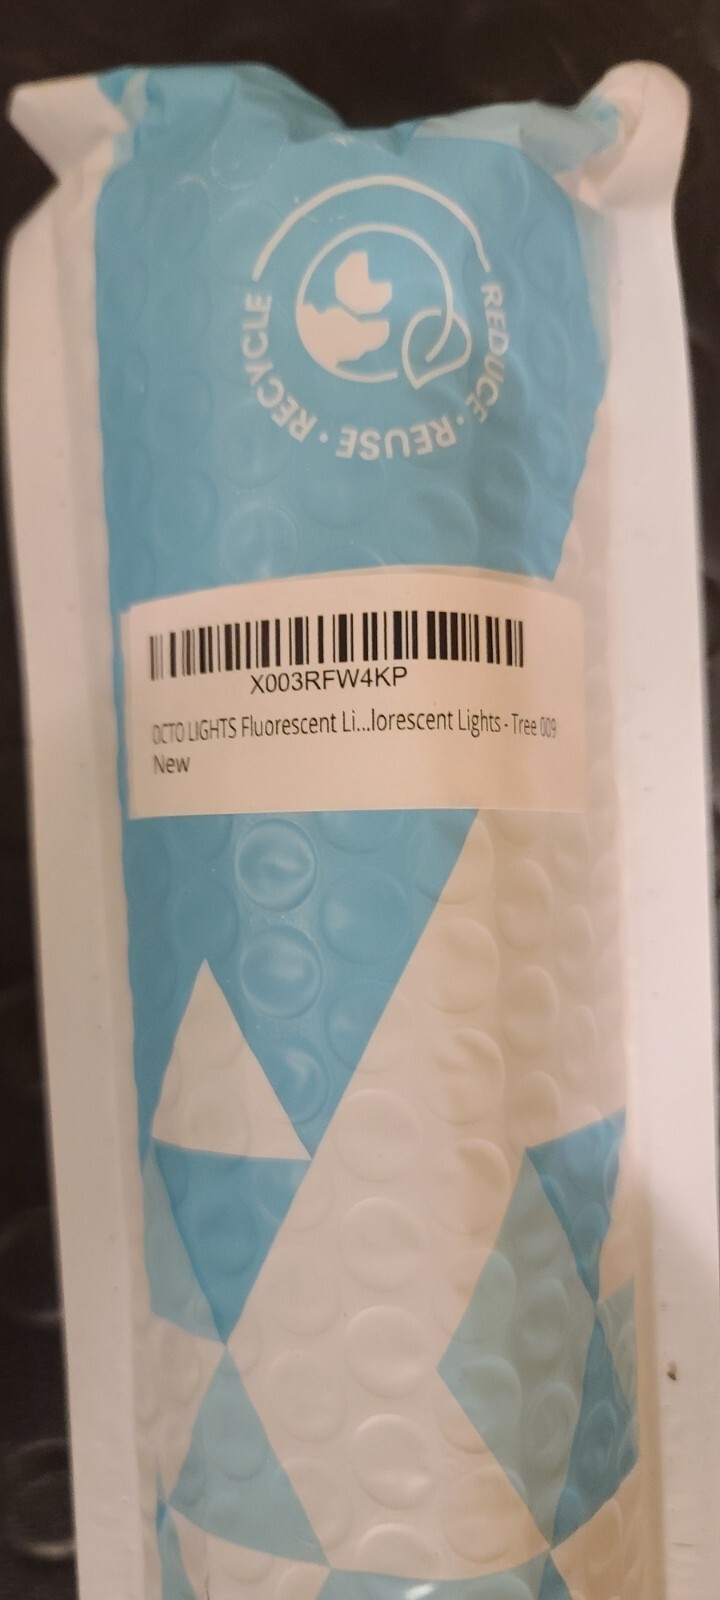 REDUCE · REUSE · RECYCLE
X003RFW4KP
OCTO LIGHTS Fluorescent Li...lorescent Lights - Tree 009
New